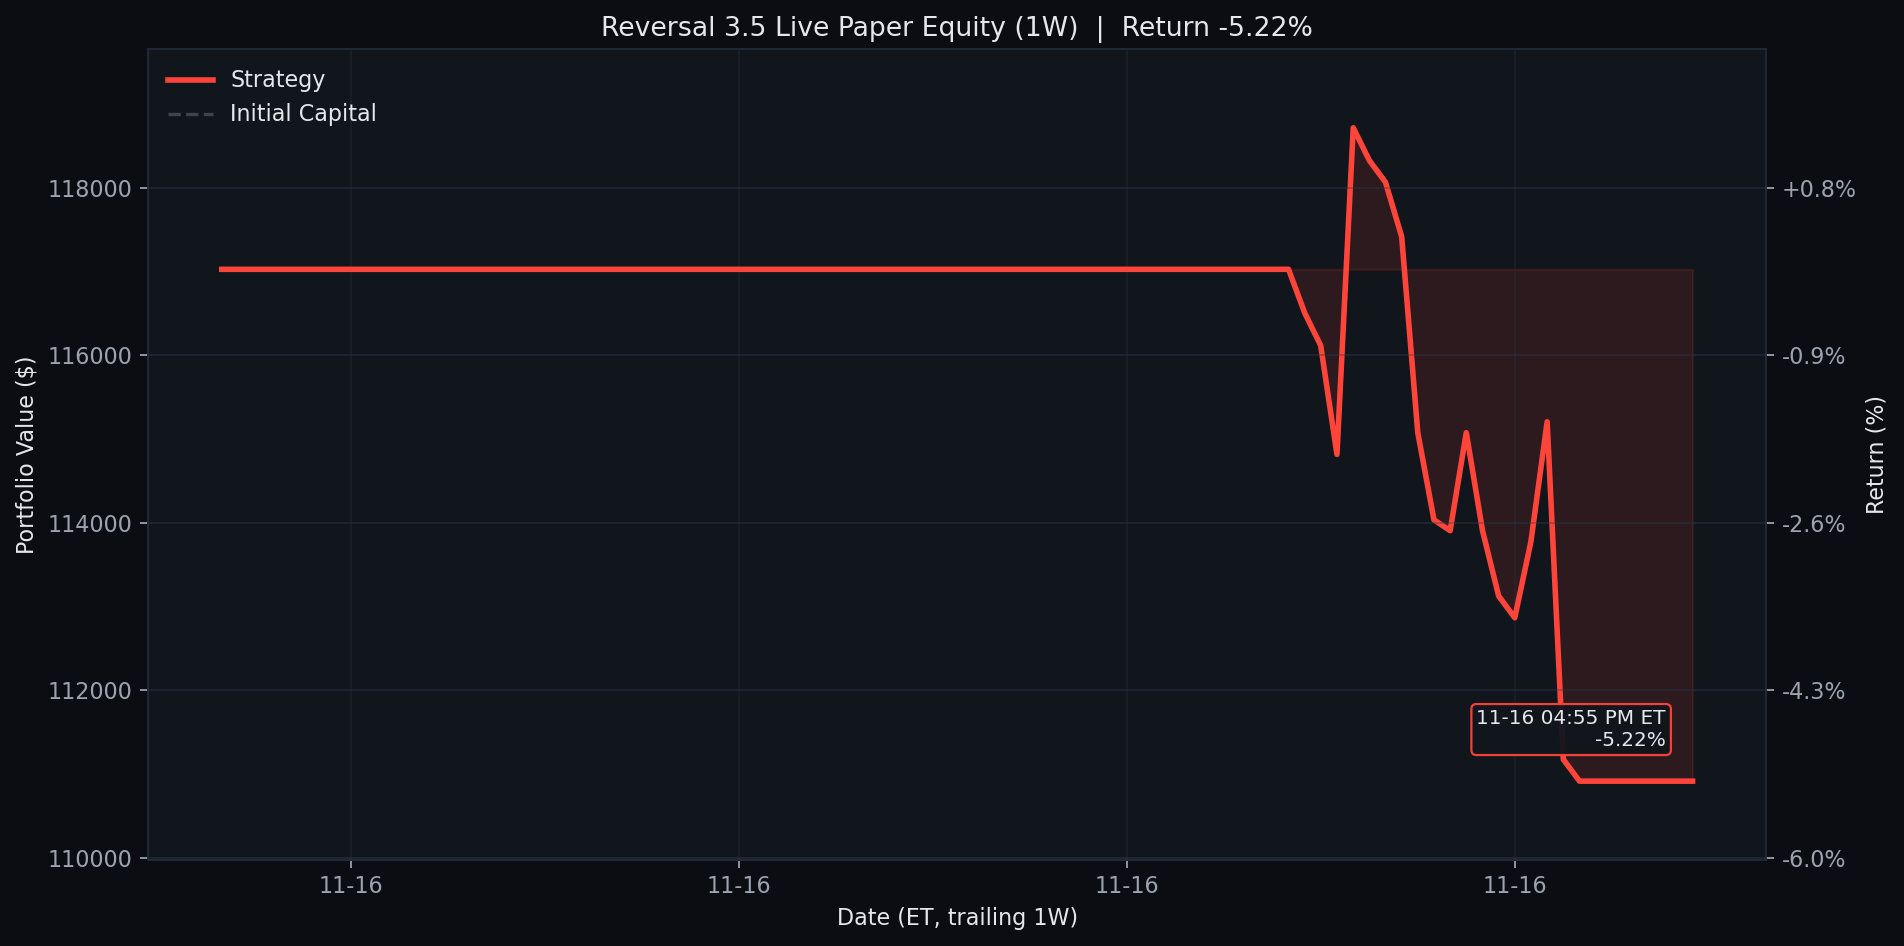 Reversal 3.5 Live Paper Equity (1W)  |  Return -5.22%
Strategy
Initial Capital
Portfolio Value ($)
118000
116000
114000
112000
110000
+0.8%
-0.9%
-2.6%
-4.3%
-6.0%
Return (%)
11-16 04:55 PM ET
-5.22%
11-16
11-16
11-16
11-16
Date (ET, trailing 1W)